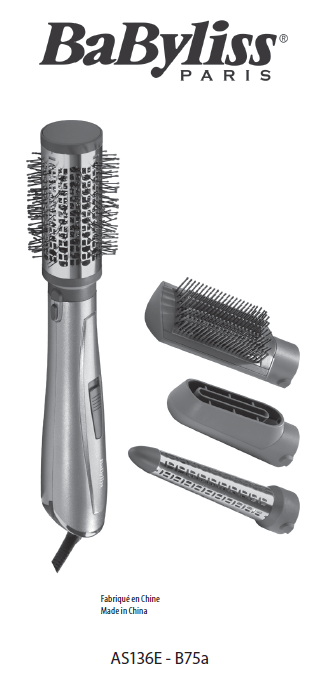 BaByliss®
PARIS
Fabriqué en Chine
Made in China
AS136E - B75a